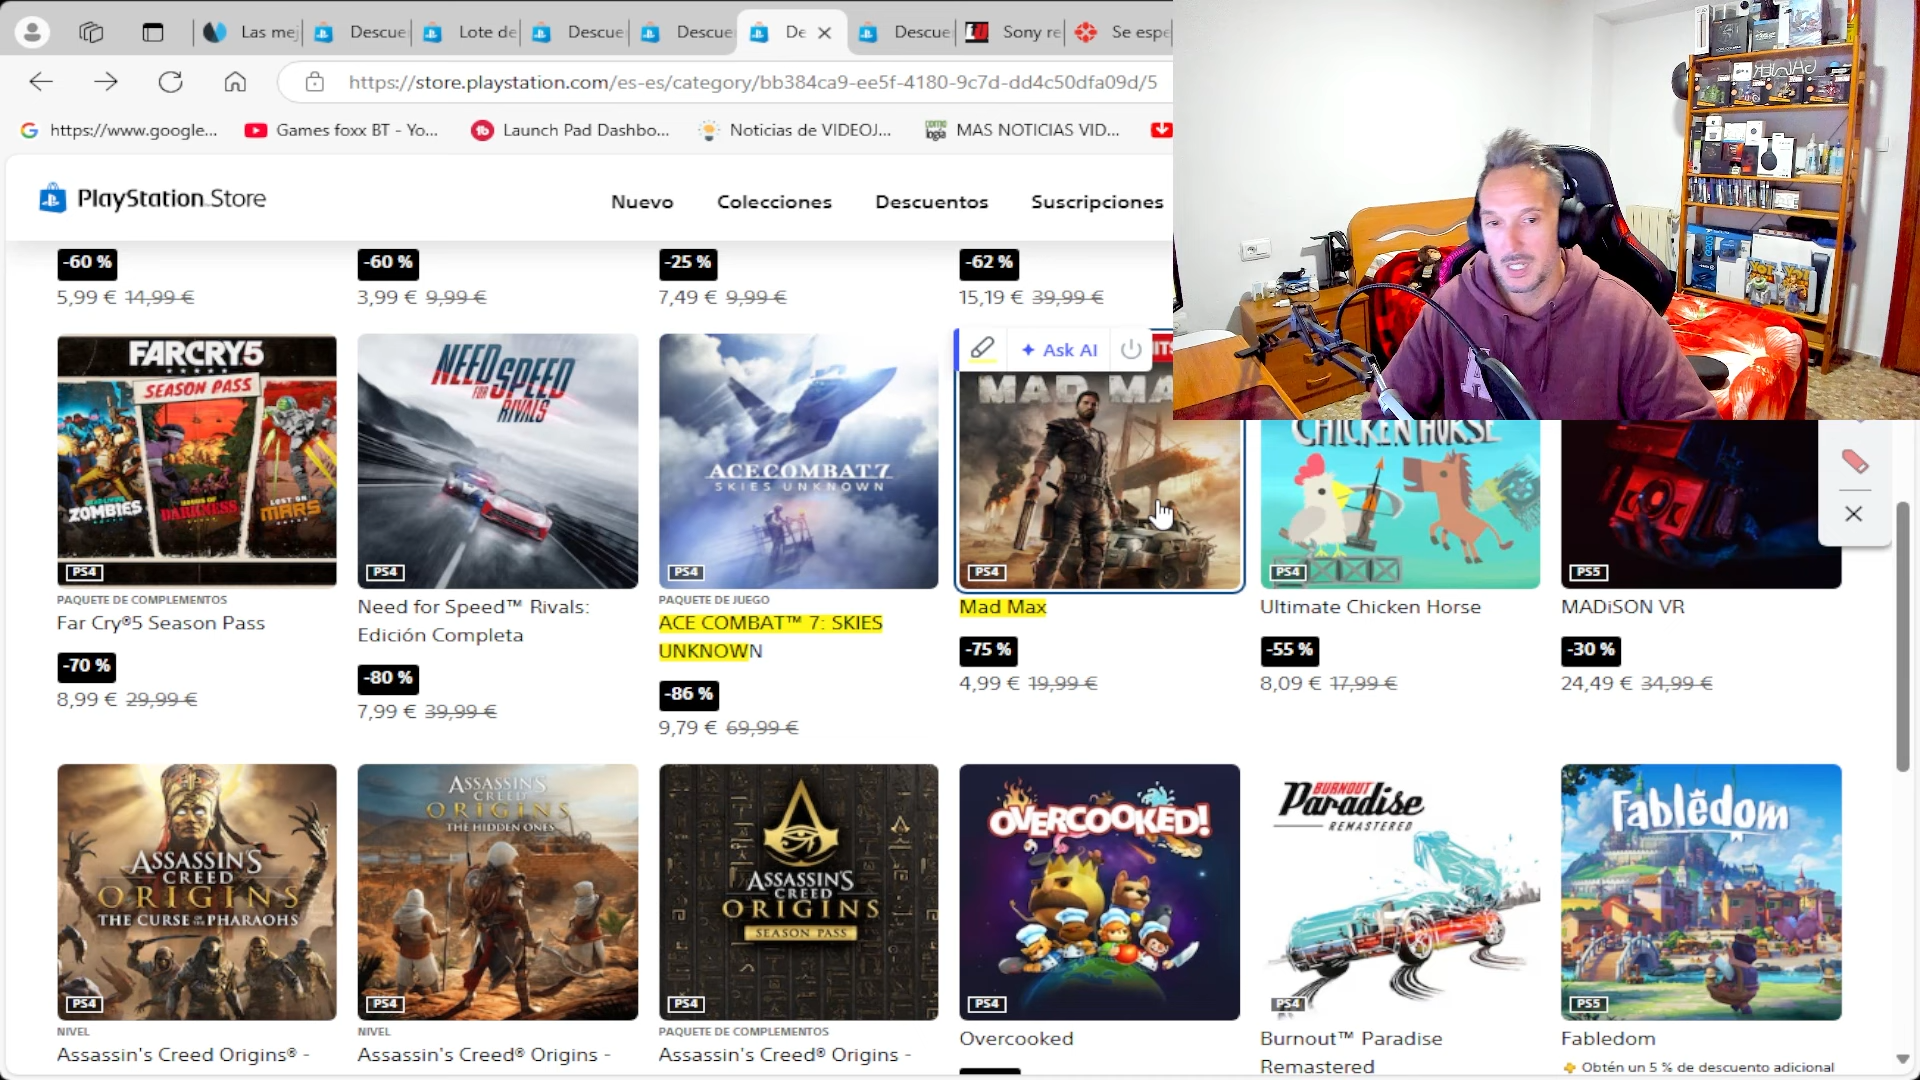 Las mej
Descue
Lote de
Descue
Descue
De
Descue
Sony re
Se espe
https://store.playstation.com/es-es/category/bb384ca9-ee5f-4180-9c7d-dd4c50dfa09d/5
https://www.google...
Games foxx BT - Yo...
Launch Pad Dashbo...
Noticias de VIDEOJ...
MAS NOTICIAS VID...
PlayStation Store
Nuevo
Colecciones
Descuentos
Suscripciones
-60 %
-60 %
-25 %
-62 %
5,99 € 14,99 €
3,99 € 9,99 €
7,49 € 9,99 €
15,19 € 39,99 €
FARCRY5
SEASON PASS
ZOMBIES
DARKNESS
LOST ON
MARS
PS4
NEED FOR SPEED
RIVALS
PS4
ACE COMBAT 7
SKIES UNKNOWN
PS4
Ask AI
MAD MA
PS4
CHICKEN HORSE
PS4
PS5
PAQUETE DE COMPLEMENTOS
Far Cry®5 Season Pass
-70 %
8,99 € 29,99 €
Need for Speed™ Rivals:
Edición Completa
-80 %
7,99 € 39,99 €
PAQUETE DE JUEGO
ACE COMBAT™ 7: SKIES
UNKNOWN
-86 %
9,79 € 69,99 €
Mad Max
-75 %
4,99 € 19,99 €
Ultimate Chicken Horse
-55 %
8,09 € 17,99 €
MADiSON VR
-30 %
24,49 € 34,99 €
ASSASSIN'S
CREED
ORIGINS
THE CURSE OF THE PHARAOHS
PS4
ASSASSIN'S
CREED
ORIGINS
THE HIDDEN ONES
PS4
ASSASSIN'S
CREED
ORIGINS
SEASON PASS
PS4
OVERCOOKED!
PS4
BURNOUT
Paradise
REMASTERED
PS4
Fabledom
PS5
NIVEL
Assassin's Creed Origins® -
NIVEL
Assassin's Creed® Origins -
PAQUETE DE COMPLEMENTOS
Assassin's Creed® Origins -
Overcooked
Burnout™ Paradise
Remastered
Fabledom
Obtén un 5 % de descuento adicional